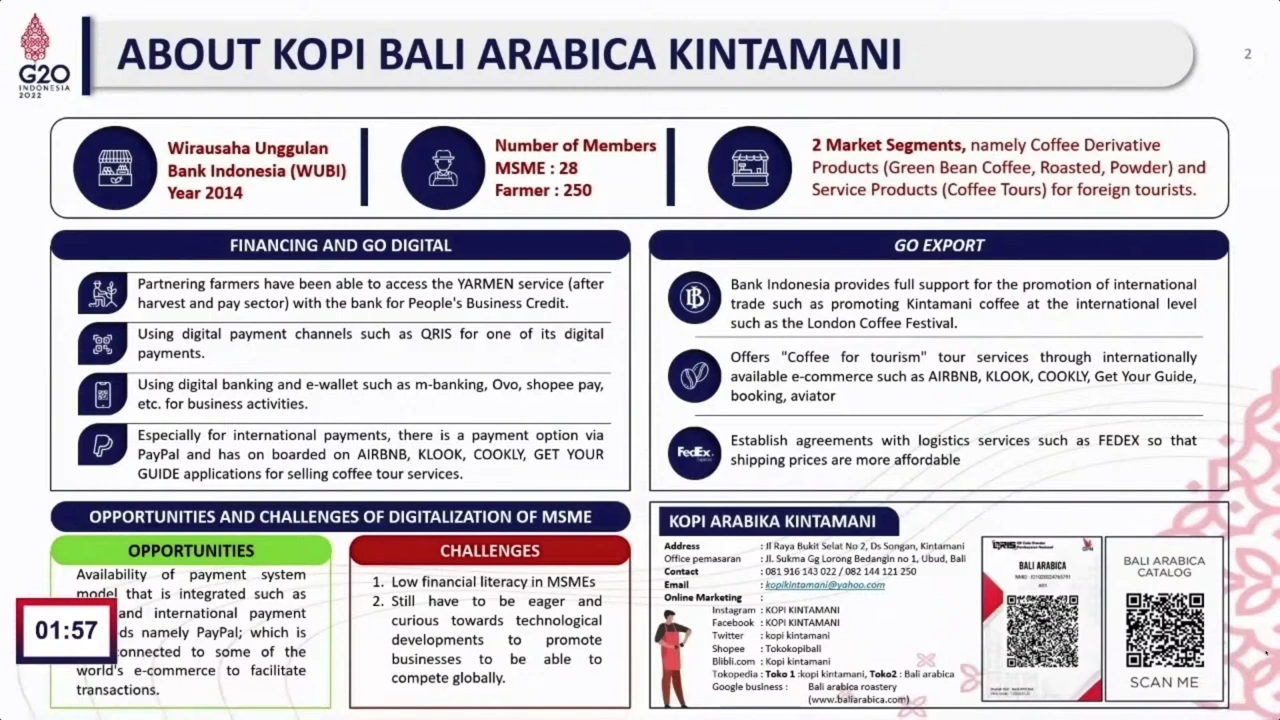 G20
INDONESIA
2022
ABOUT KOPI BALI ARABICA KINTAMANI
2
Wirausaha Unggulan
Bank Indonesia (WUBI)
Year 2014
Number of Members
MSME : 28
Farmer : 250
2 Market Segments, namely Coffee Derivative
Products (Green Bean Coffee, Roasted, Powder) and
Service Products (Coffee Tours) for foreign tourists.
FINANCING AND GO DIGITAL
Partnering farmers have been able to access the YARMEN service (after
harvest and pay sector) with the bank for People's Business Credit.
Using digital payment channels such as QRIS for one of its digital
payments.
Using digital banking and e-wallet such as m-banking, Ovo, shopee pay,
etc. for business activities.
Especially for international payments, there is a payment option via
PayPal and has on boarded on AIRBNB, KLOOK, COOKLY, GET YOUR
GUIDE applications for selling coffee tour services.
GO EXPORT
Bank Indonesia provides full support for the promotion of international
trade such as promoting Kintamani coffee at the international level
such as the London Coffee Festival.
Offers "Coffee for tourism" tour services through internationally
available e-commerce such as AIRBNB, KLOOK, COOKLY, Get Your Guide,
booking, aviator
FedEx
Establish agreements with logistics services such as FEDEX so that
shipping prices are more affordable
OPPORTUNITIES AND CHALLENGES OF DIGITALIZATION OF MSME
OPPORTUNITIES
Availability of payment system
model that is integrated such as
and international payment
ds namely PayPal; which is
onnected to some of the
world's e-commerce to facilitate
transactions.
01:57
CHALLENGES
1. Low financial literacy in MSMEs
2. Still have to be eager and
curious towards technological
developments to promote
businesses to be able to
compete globally.
KOPI ARABIKA KINTAMANI
Address : Jl Raya Bukit Selat No 2, Ds Songan, Kintamani
Office pemasaran : Jl. Sukma Gg Lorong Bedangin no 1, Ubud, Bali
Contact : 081 916 143 022 / 082 144 121 250
Email : kopikintamani@yahoo.com
Online Marketing :
Instagram : KOPI KINTAMANI
Facebook : KOPI KINTAMANI
Twitter : kopi kintamani
Shopee : Tokokopibali
Blibli.com : Kopi kintamani
Tokopedia : Toko 1 :kopi kintamani, Toko2 : Bali arabica
Google business : Bali arabica roastery
(www.baliarabica.com)
QRIS
BALI ARABICA
BALI ARABICA
CATALOG
SCAN ME